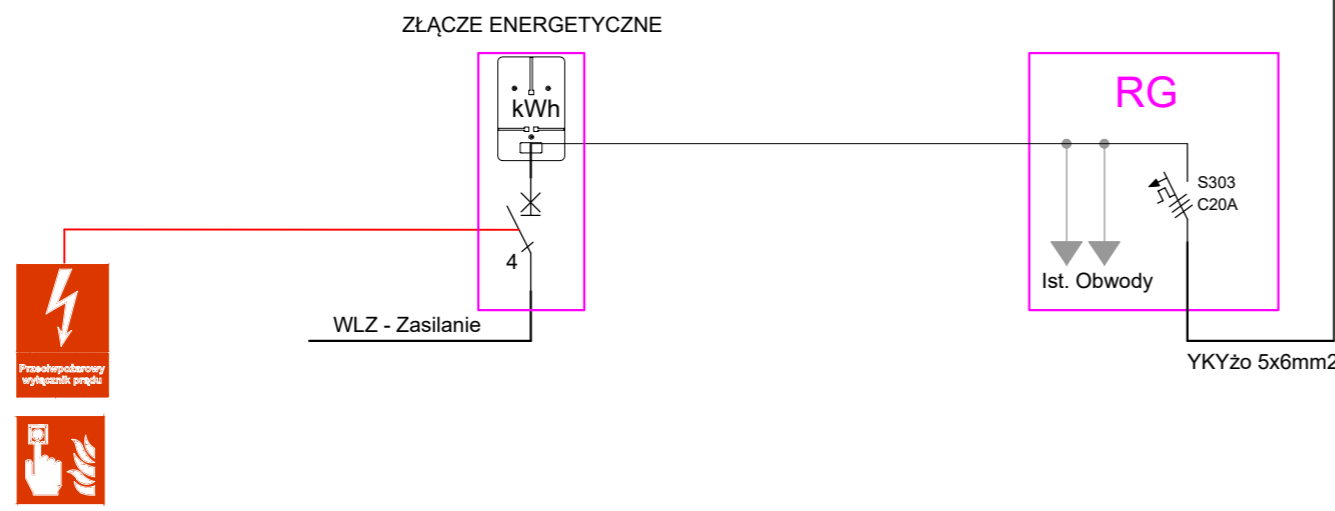 ZŁĄCZE ENERGETYCZNE
kWh
RG
S303
C20A
4
Ist. Obwody
WLZ - Zasilanie
YKYżo 5x6mm2
Przeciwpożarowy
wyłącznik prądu